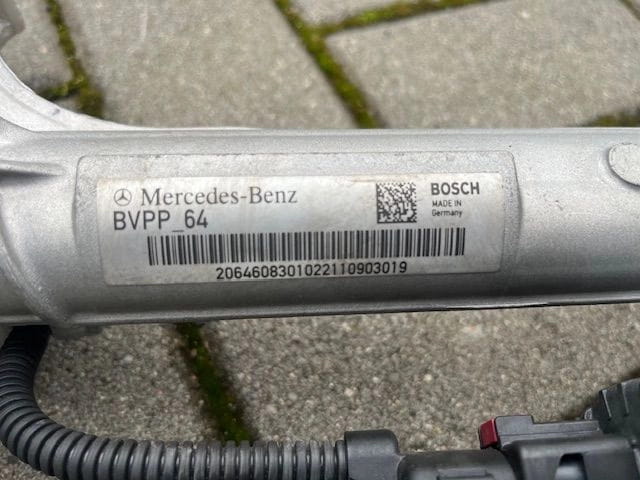 Mercedes-Benz
BVPP_64
BOSCH
MADE IN
Germany
2064608301022110903019